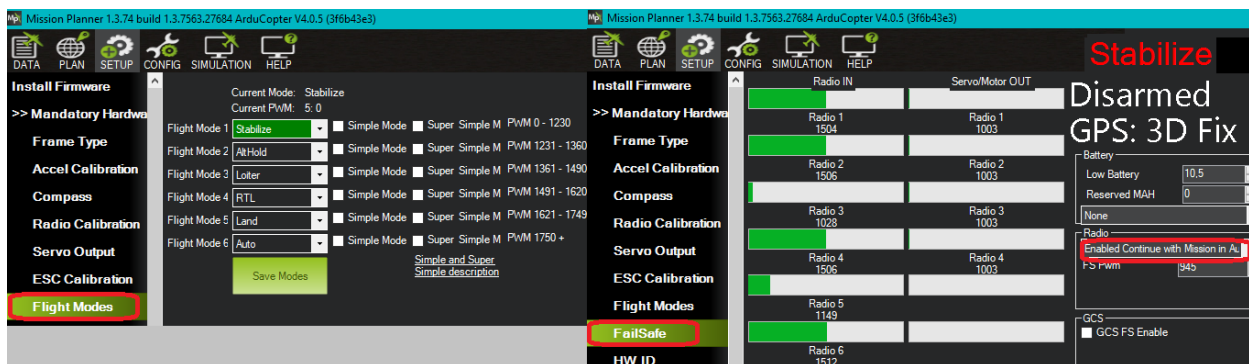 Mission Planner 1.3.74 build 1.3.7563.27684 ArduCopter V4.0.5 (3f6b43e3)
DATA PLAN SETUP CONFIG SIMULATION HELP
Install Firmware
>> Mandatory Hardwa
Frame Type
Accel Calibration
Compass
Radio Calibration
Servo Output
ESC Calibration
Flight Modes
Current Mode: Stabilize
Current PWM: 5: 0
Flight Mode 1 Stabilize Simple Mode Super Simple M PWM 0 - 1230
Flight Mode 2 AltHold Simple Mode Super Simple M PWM 1231 - 1360
Flight Mode 3 Loiter Simple Mode Super Simple M PWM 1361 - 1490
Flight Mode 4 RTL Simple Mode Super Simple M PWM 1491 - 1620
Flight Mode 5 Land Simple Mode Super Simple M PWM 1621 - 1749
Flight Mode 6 Auto Simple Mode Super Simple M PWM 1750 +
Save Modes
Simple and Super
Simple description
Mission Planner 1.3.74 build 1.3.7563.27684 ArduCopter V4.0.5 (3f6b43e3)
DATA PLAN SETUP CONFIG SIMULATION HELP
Install Firmware
>> Mandatory Hardwa
Frame Type
Accel Calibration
Compass
Radio Calibration
Servo Output
ESC Calibration
Flight Modes
FailSafe
HW ID
Radio IN Servo/Motor OUT
Radio 1 Radio 1
1504 1003
Radio 2 Radio 2
1506 1003
Radio 3 Radio 3
1028 1003
Radio 4 Radio 4
1506 1003
Radio 5
1149
Radio 6
1512
Stabilize
Disarmed
GPS: 3D Fix
Battery
Low Battery 10,5
Reserved MAH 0
None
Radio
Enabled Continue with Mission in Au
FS Pwm 945
GCS
GCS FS Enable